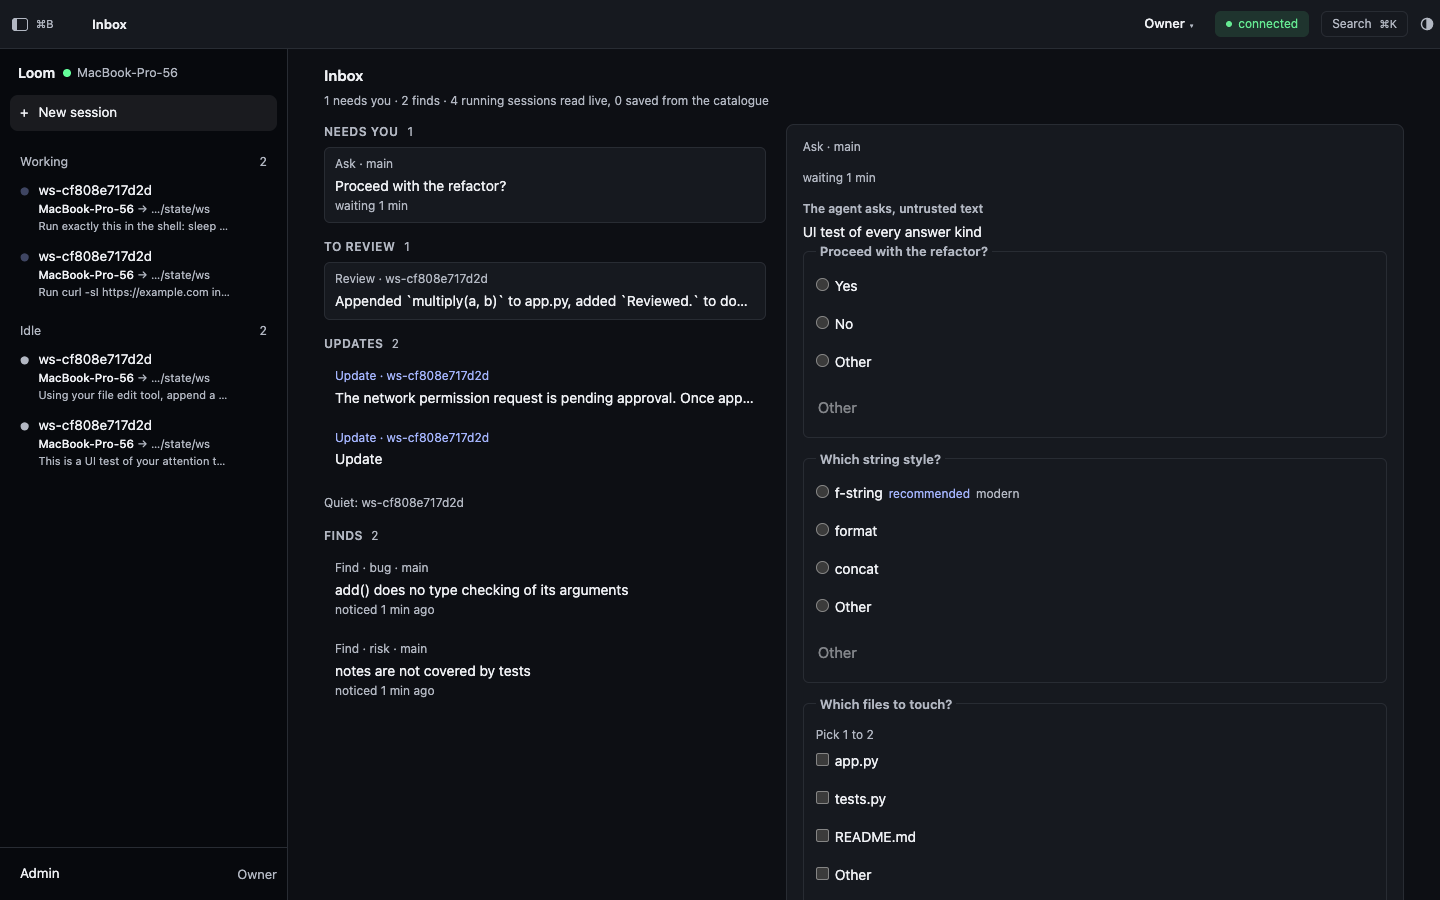 ⌘B
Inbox
Owner
connected
Search ⌘K
Loom MacBook-Pro-56
+ New session
Working 2
ws-cf808e717d2d
MacBook-Pro-56 → .../state/ws
Run exactly this in the shell: sleep ...
ws-cf808e717d2d
MacBook-Pro-56 → .../state/ws
Run curl -sI https://example.com in...
Idle 2
ws-cf808e717d2d
MacBook-Pro-56 → .../state/ws
Using your file edit tool, append a ...
ws-cf808e717d2d
MacBook-Pro-56 → .../state/ws
This is a UI test of your attention t...
Admin Owner
Inbox
1 needs you · 2 finds · 4 running sessions read live, 0 saved from the catalogue
NEEDS YOU 1
Ask · main
Proceed with the refactor?
waiting 1 min
TO REVIEW 1
Review · ws-cf808e717d2d
Appended `multiply(a, b)` to app.py, added `Reviewed.` to do...
UPDATES 2
Update · ws-cf808e717d2d
The network permission request is pending approval. Once app...
Update · ws-cf808e717d2d
Update
Quiet: ws-cf808e717d2d
FINDS 2
Find · bug · main
add() does no type checking of its arguments
noticed 1 min ago
Find · risk · main
notes are not covered by tests
noticed 1 min ago
Ask · main
waiting 1 min
The agent asks, untrusted text
UI test of every answer kind
Proceed with the refactor?
Yes
No
Other
Other
Which string style?
f-string recommended modern
format
concat
Other
Other
Which files to touch?
Pick 1 to 2
app.py
tests.py
README.md
Other